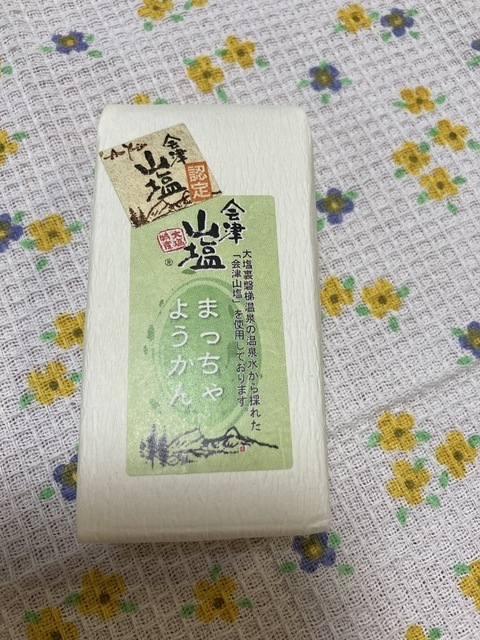 会津
山塩
認定
会津
山塩
®
大塩裏磐梯温泉の温泉水から採れた
「会津山塩」を使用しております。
まっちゃ
ようかん